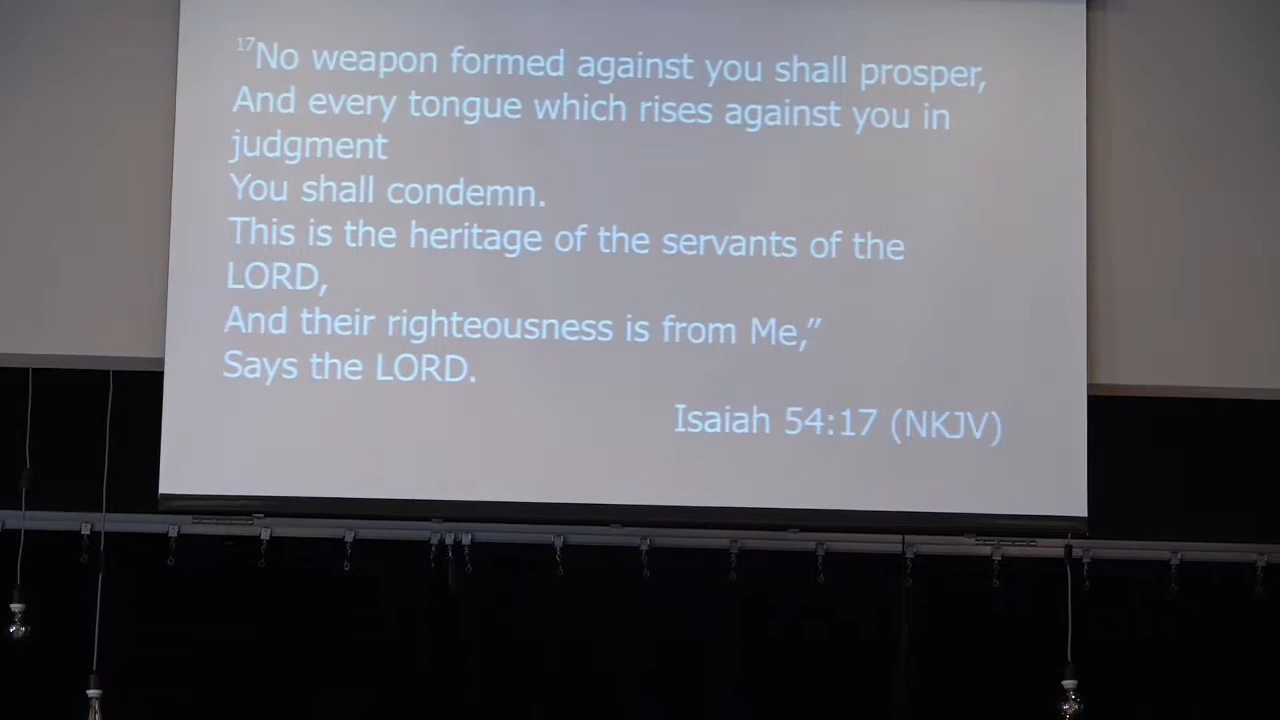 17No weapon formed against you shall prosper,
And every tongue which rises against you in
judgment
You shall condemn.
This is the heritage of the servants of the
LORD,
And their righteousness is from Me,”
Says the LORD.
Isaiah 54:17 (NKJV)